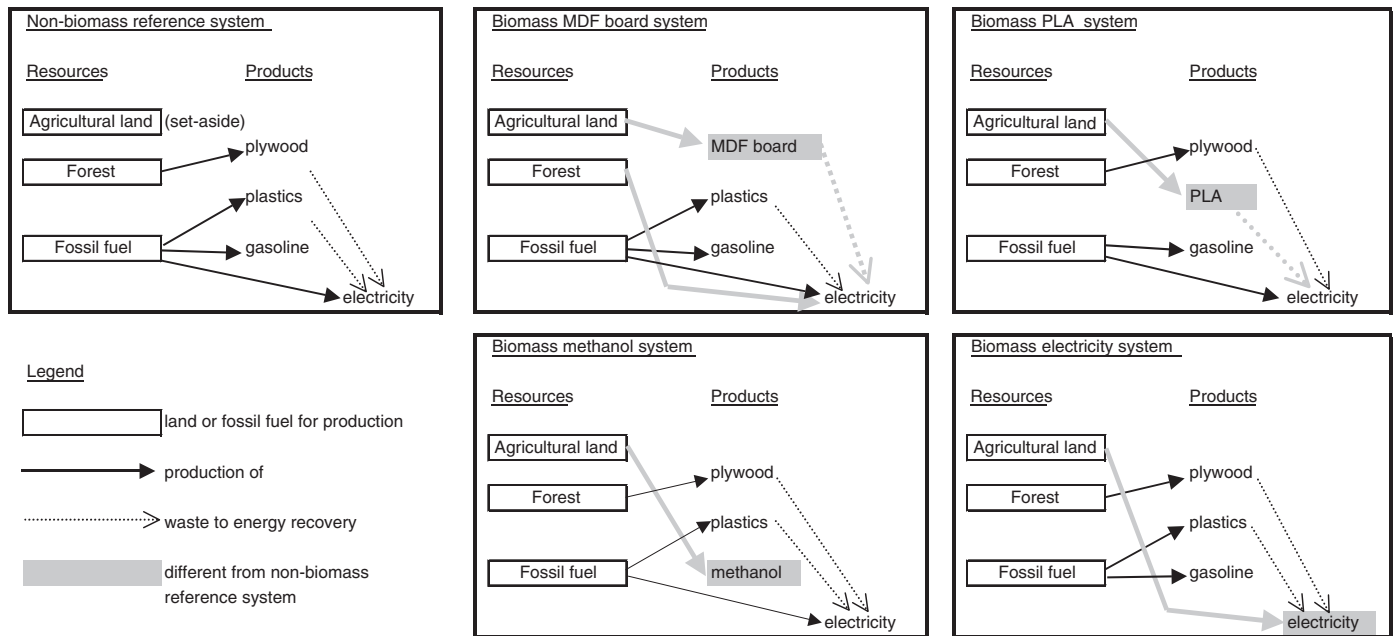 Non-biomass reference system
Resources Products
Agricultural land (set-aside)
plywood
Forest
plastics
Fossil fuel gasoline
electricity
Biomass MDF board system
Resources Products
Agricultural land
MDF board
Forest
plastics
Fossil fuel gasoline
electricity
Biomass PLA system
Resources Products
Agricultural land
plywood
Forest
PLA
Fossil fuel gasoline
electricity
Legend
land or fossil fuel for production
production of
waste to energy recovery
different from non-biomass
reference system
Biomass methanol system
Resources Products
Agricultural land
plywood
Forest
plastics
Fossil fuel methanol
electricity
Biomass electricity system
Resources Products
Agricultural land
plywood
Forest
plastics
Fossil fuel gasoline
electricity